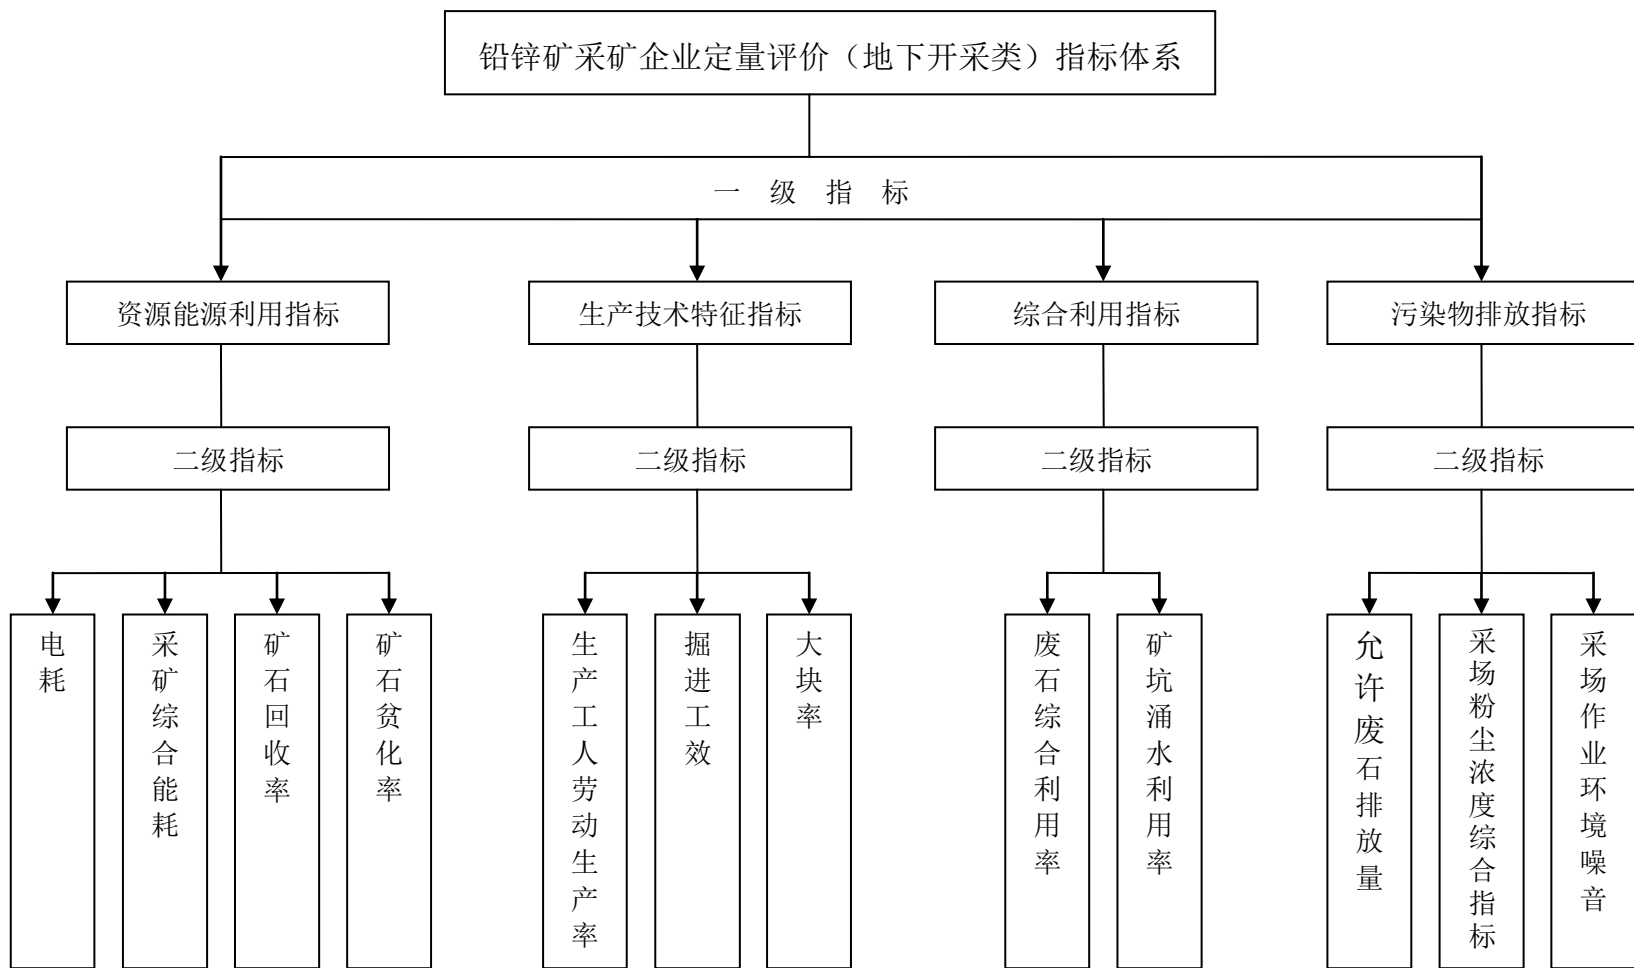 铅锌矿采矿企业定量评价（地下开采类）指标体系
一 级 指 标
资源能源利用指标
生产技术特征指标
综合利用指标
污染物排放指标
二级指标
二级指标
二级指标
二级指标
电耗
采矿综合能耗
矿石回收率
矿石贫化率
生产工人劳动生产率
掘进工效
大块率
废石综合利用率
矿坑涌水利用率
允许废石排放量
采场粉尘浓度综合指标
采场作业环境噪音